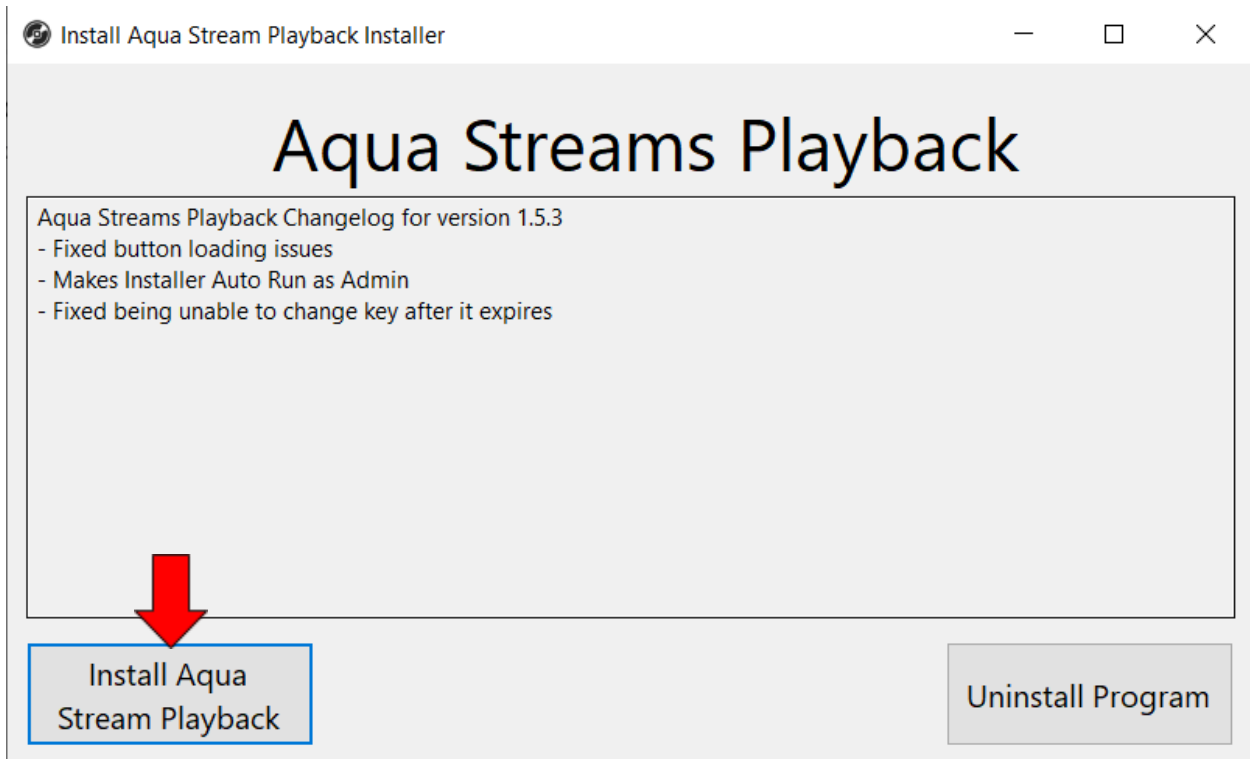 Install Aqua Stream Playback Installer
Aqua Streams Playback
Aqua Streams Playback Changelog for version 1.5.3
- Fixed button loading issues
- Makes Installer Auto Run as Admin
- Fixed being unable to change key after it expires
Install Aqua
Stream Playback
Uninstall Program